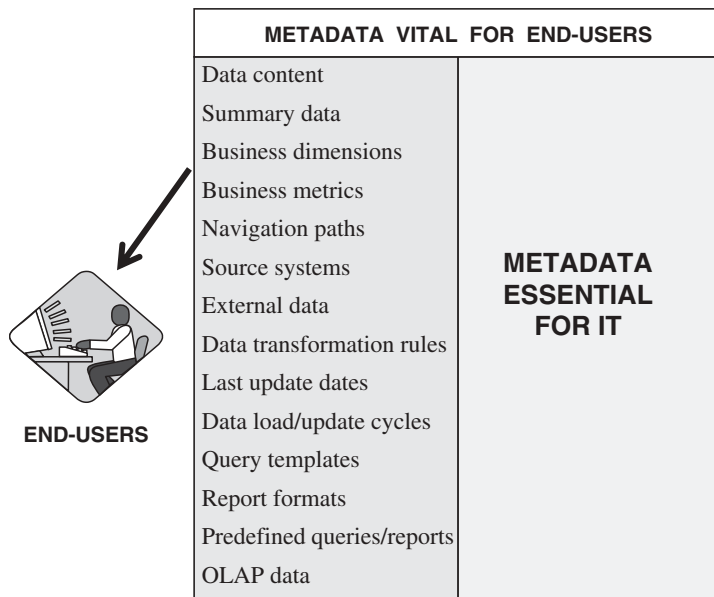 METADATA VITAL FOR END-USERS
Data content
Summary data
Business dimensions
Business metrics
Navigation paths
Source systems
External data
Data transformation rules
Last update dates
Data load/update cycles
Query templates
Report formats
Predefined queries/reports
OLAP data
METADATA
ESSENTIAL
FOR IT
END-USERS